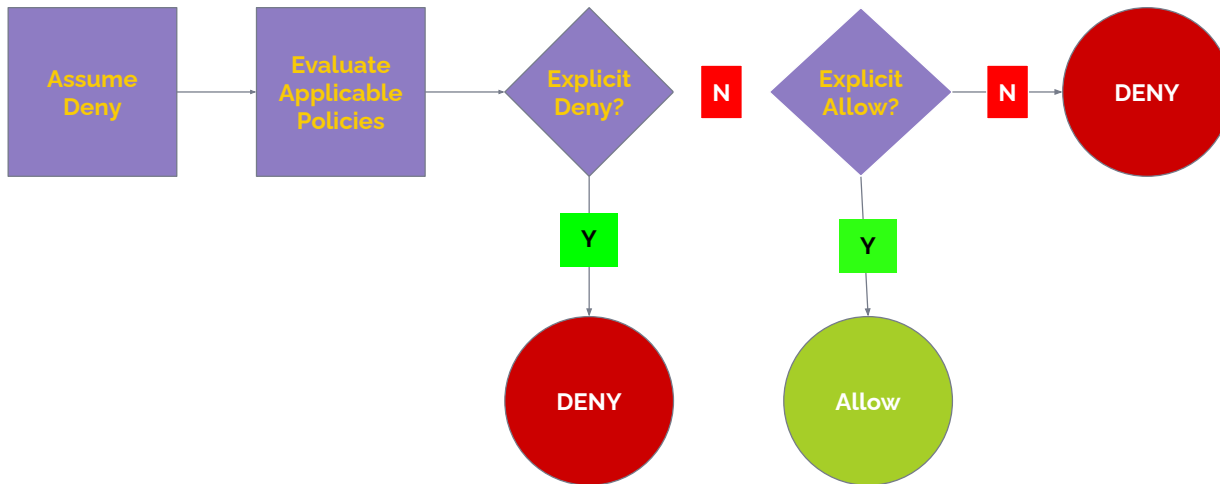 Assume
Deny
Evaluate
Applicable
Policies
Explicit
Deny?
N
Explicit
Allow?
N
DENY
Y
Y
DENY
Allow